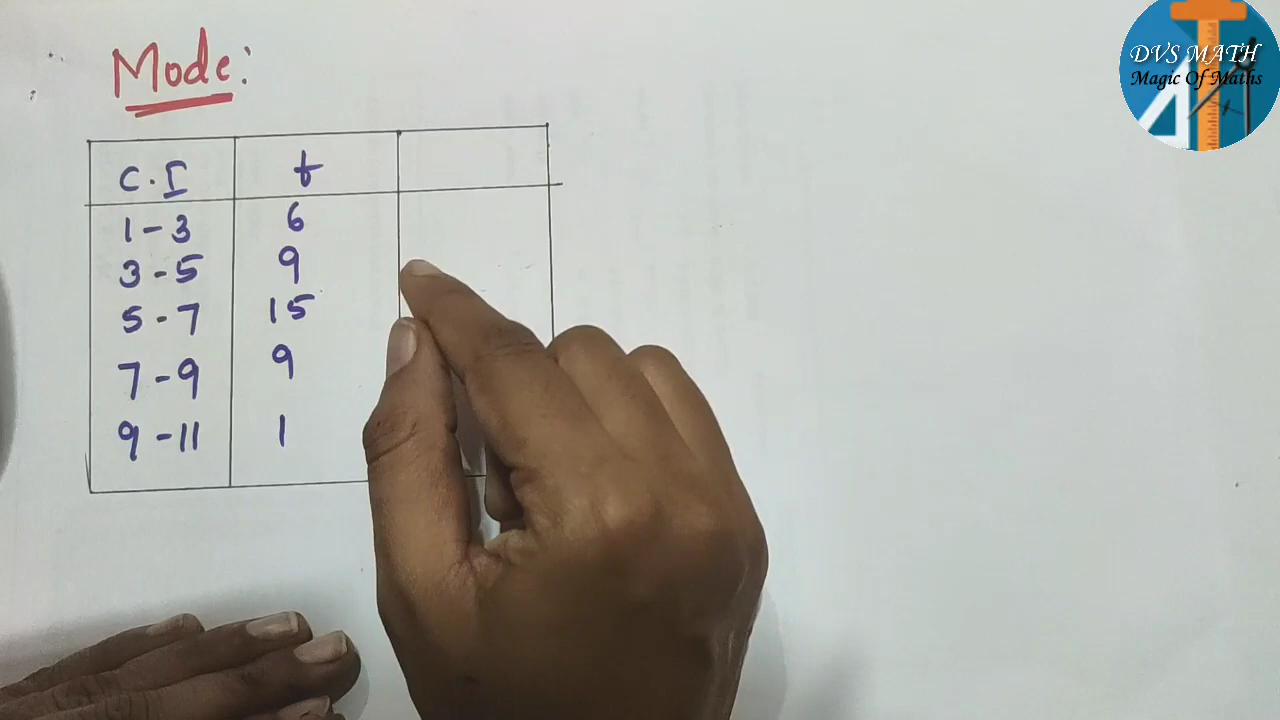 Mode:
C.I f
1-3 6
3-5 9
5-7 15
7-9 9
9-11 1
DVS MATH
Magic Of Maths